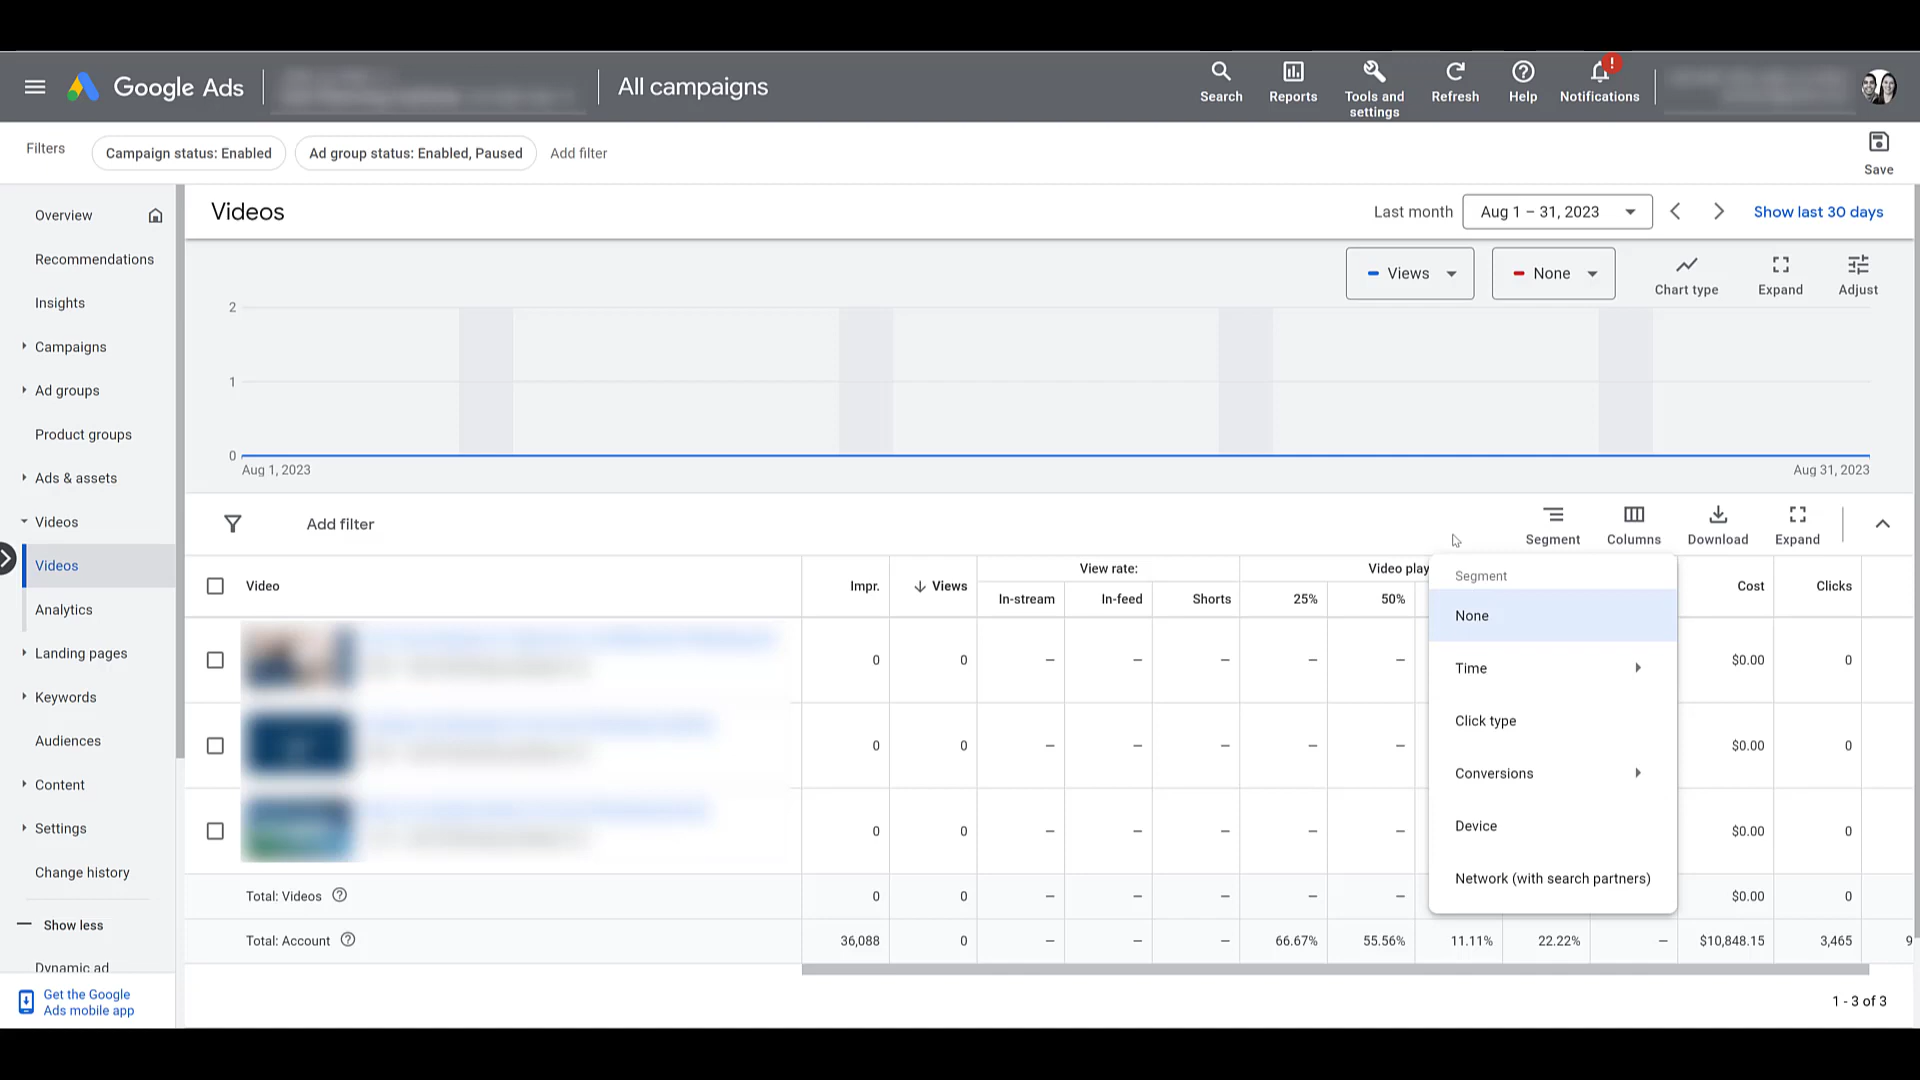 Google Ads
All campaigns
Search
Reports
Tools and
settings
Refresh
Help
!
Notifications
Filters
Campaign status: Enabled
Ad group status: Enabled, Paused
Add filter
Save
Overview
Recommendations
Insights
Campaigns
Ad groups
Product groups
Ads & assets
Videos
Videos
Analytics
Landing pages
Keywords
Audiences
Content
Settings
Change history
Show less
Dynamic ad
Get the Google
Ads mobile app
Videos
Last month
Aug 1 – 31, 2023
Show last 30 days
Views
None
Chart type
Expand
Adjust
2
1
0
Aug 1, 2023
Aug 31, 2023
Add filter
Segment
Columns
Download
Expand
Video
Impr.
Views
View rate:
In-stream
In-feed
Shorts
Video play
25%
50%
Cost
Clicks
0 0 – – – – – $0.00 0
0 0 – – – – – $0.00 0
0 0 – – – – – $0.00 0
Total: Videos 0 0 – – – – – $0.00 0
Total: Account 36,088 0 – – – 66.67% 55.56% 11.11% 22.22% – $10,848.15 3,465 9
Segment
None
Time
Click type
Conversions
Device
Network (with search partners)
1 - 3 of 3